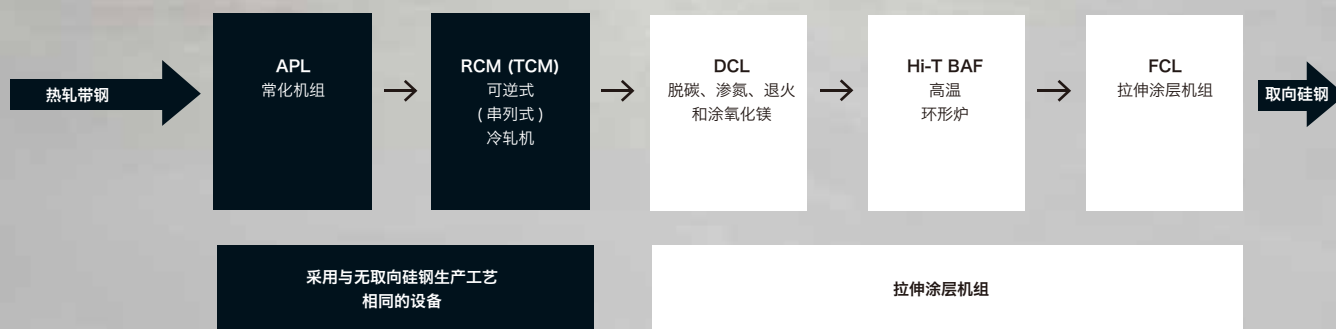 热轧带钢
APL
常化机组
RCM (TCM)
可逆式
( 串列式 )
冷轧机
DCL
脱碳、渗氮、退火
和涂氧化镁
Hi-T BAF
高温
环形炉
FCL
拉伸涂层机组
取向硅钢
采用与无取向硅钢生产工艺
相同的设备
拉伸涂层机组